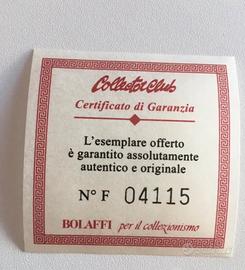 Collector Club
Certificato di Garanzia
L'esemplare offerto
è garantito assolutamente
autentico e originale
N° F 04115
BOLAFFI per il collezionismo